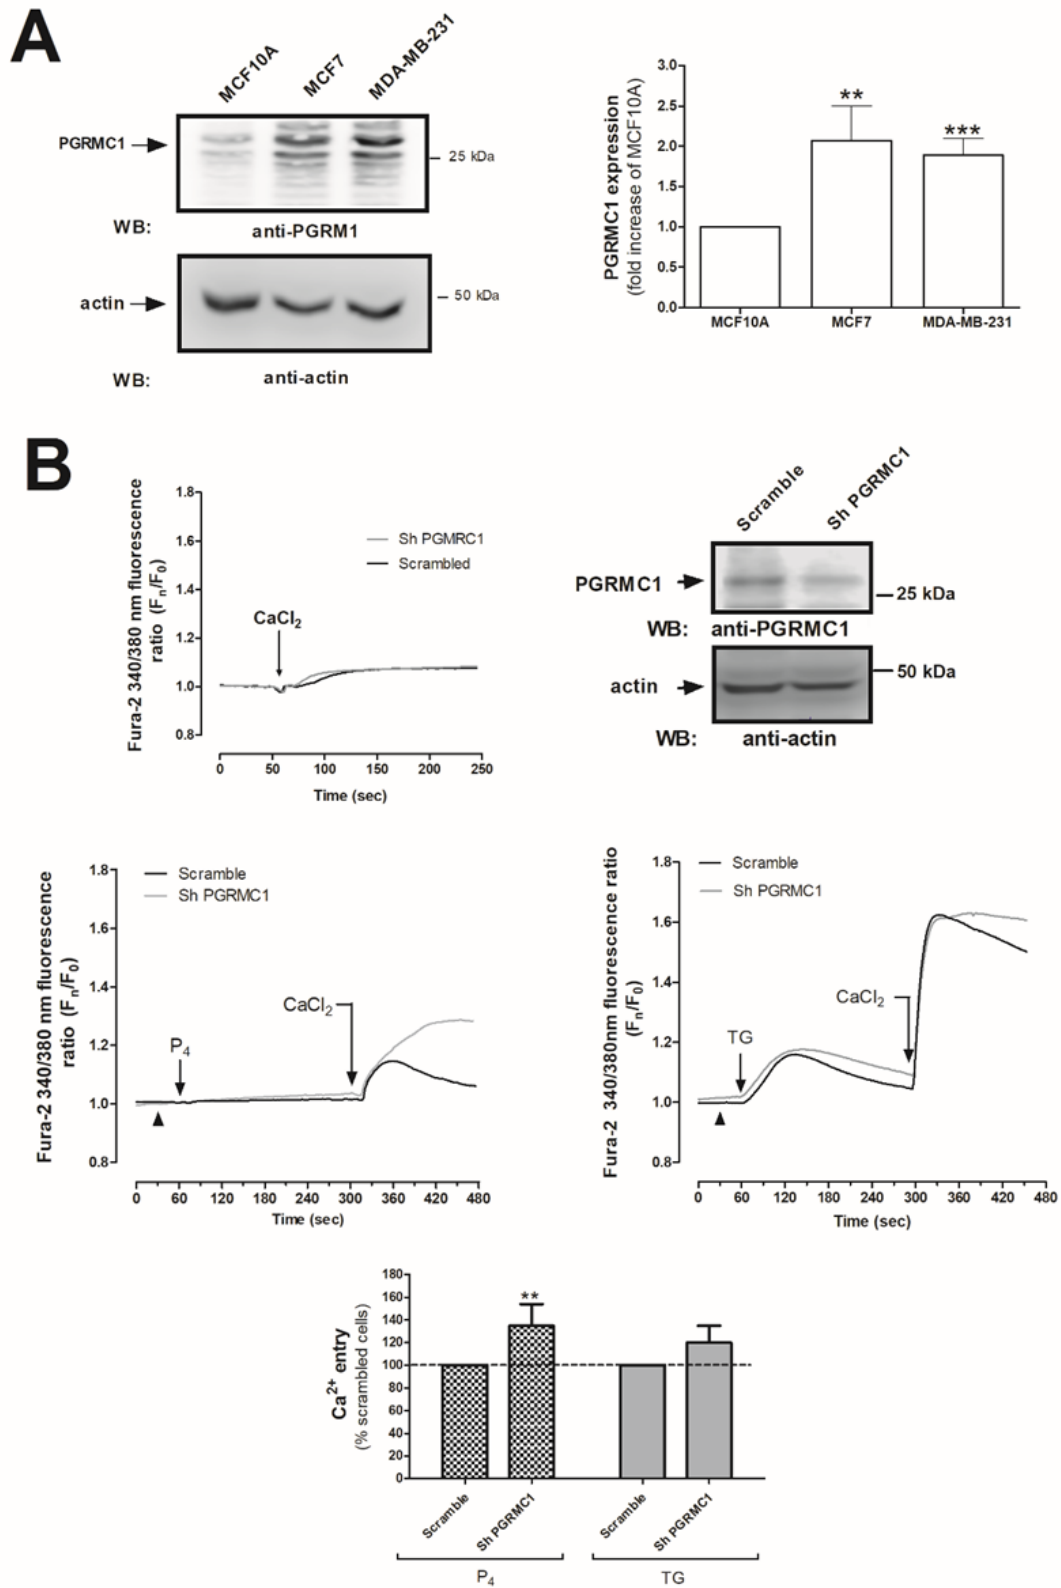 A
MCF10A
MCF7
MDA-MB-231
PGRMC1
25 kDa
WB: anti-PGRM1
actin
50 kDa
WB: anti-actin
PGRMC1 expression
(fold increase of MCF10A)
3.0
2.5
2.0
1.5
1.0
0.5
0.0
**
***
MCF10A MCF7 MDA-MB-231
B
Fura-2 340/380 nm fluorescence
ratio (Fn/F0)
1.8
1.6
1.4
1.2
1.0
0.8
Sh PGMRC1
Scrambled
CaCl2
0 50 100 150 200 250
Time (sec)
Scramble
Sh PGRMC1
PGRMC1
25 kDa
WB: anti-PGRMC1
actin
50 kDa
WB: anti-actin
Fura-2 340/380 nm fluorescence
ratio (Fn/F0)
1.8
1.6
1.4
1.2
1.0
0.8
Scramble
Sh PGRMC1
P4
CaCl2
0 60 120 180 240 300 360 420 480
Time (sec)
Fura-2 340/380nm fluorescence ratio
(Fn/F0)
1.8
1.6
1.4
1.2
1.0
0.8
Scramble
Sh PGRMC1
TG
CaCl2
0 60 120 180 240 300 360 420 480
Time (sec)
Ca2+ entry
(% scrambled cells)
180
160
140
120
100
80
60
40
20
0
**
Scramble
Sh PGRMC1
Scramble
Sh PGRMC1
P4
TG